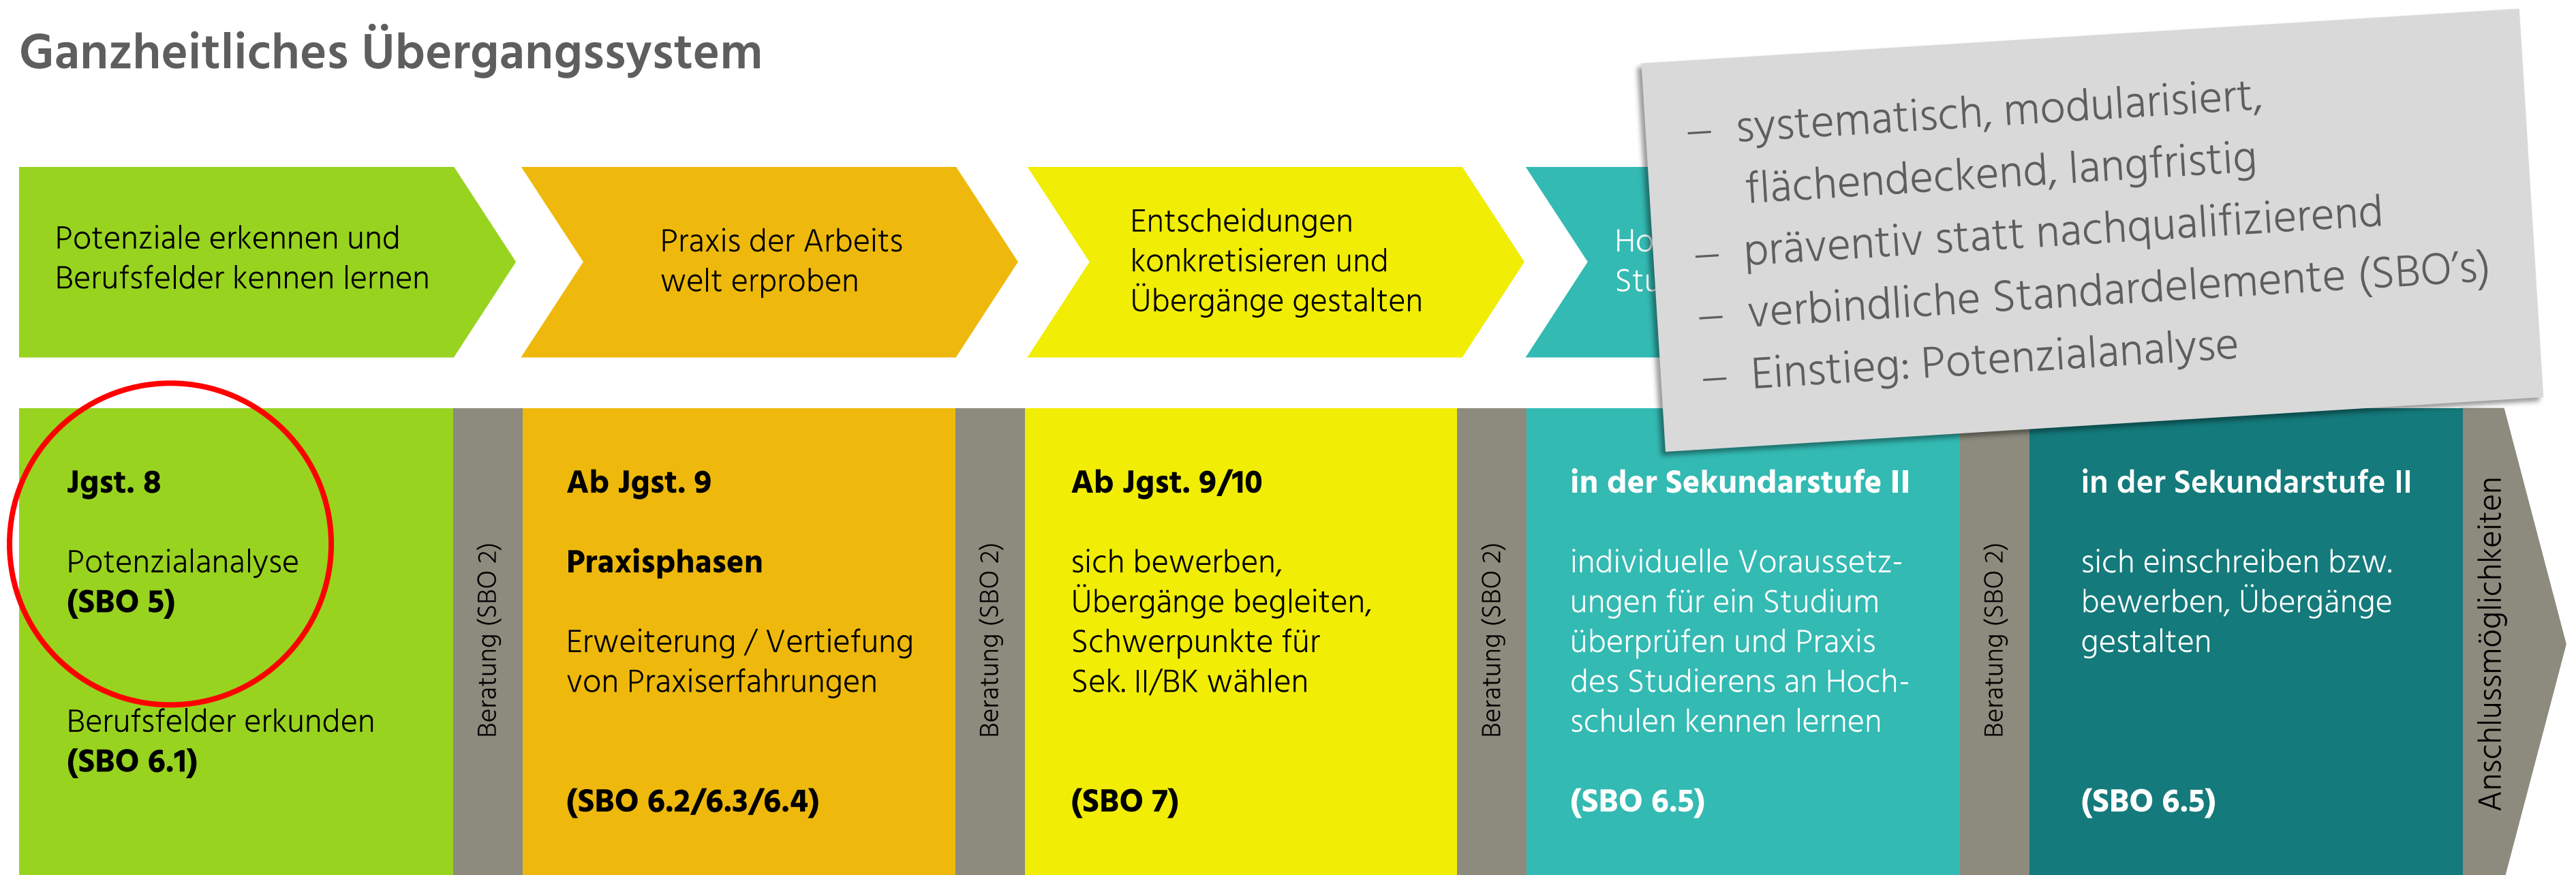 Ganzheitliches Übergangssystem
– systematisch, modularisiert,
flächendeckend, langfristig
– präventiv statt nachqualifizierend
– verbindliche Standardelemente (SBO’s)
– Einstieg: Potenzialanalyse
Potenziale erkennen und
Berufsfelder kennen lernen
Praxis der Arbeits
welt erproben
Entscheidungen
konkretisieren und
Übergänge gestalten
Jgst. 8
Potenzialanalyse
(SBO 5)
Berufsfelder erkunden
(SBO 6.1)
Beratung (SBO 2)
Ab Jgst. 9
Praxisphasen
Erweiterung / Vertiefung
von Praxiserfahrungen
(SBO 6.2/6.3/6.4)
Beratung (SBO 2)
Ab Jgst. 9/10
sich bewerben,
Übergänge begleiten,
Schwerpunkte für
Sek. II/BK wählen
(SBO 7)
Beratung (SBO 2)
in der Sekundarstufe II
individuelle Voraussetz-
ungen für ein Studium
überprüfen und Praxis
des Studierens an Hoch-
schulen kennen lernen
(SBO 6.5)
Beratung (SBO 2)
in der Sekundarstufe II
sich einschreiben bzw.
bewerben, Übergänge
gestalten
(SBO 6.5)
Anschlussmöglichkeiten